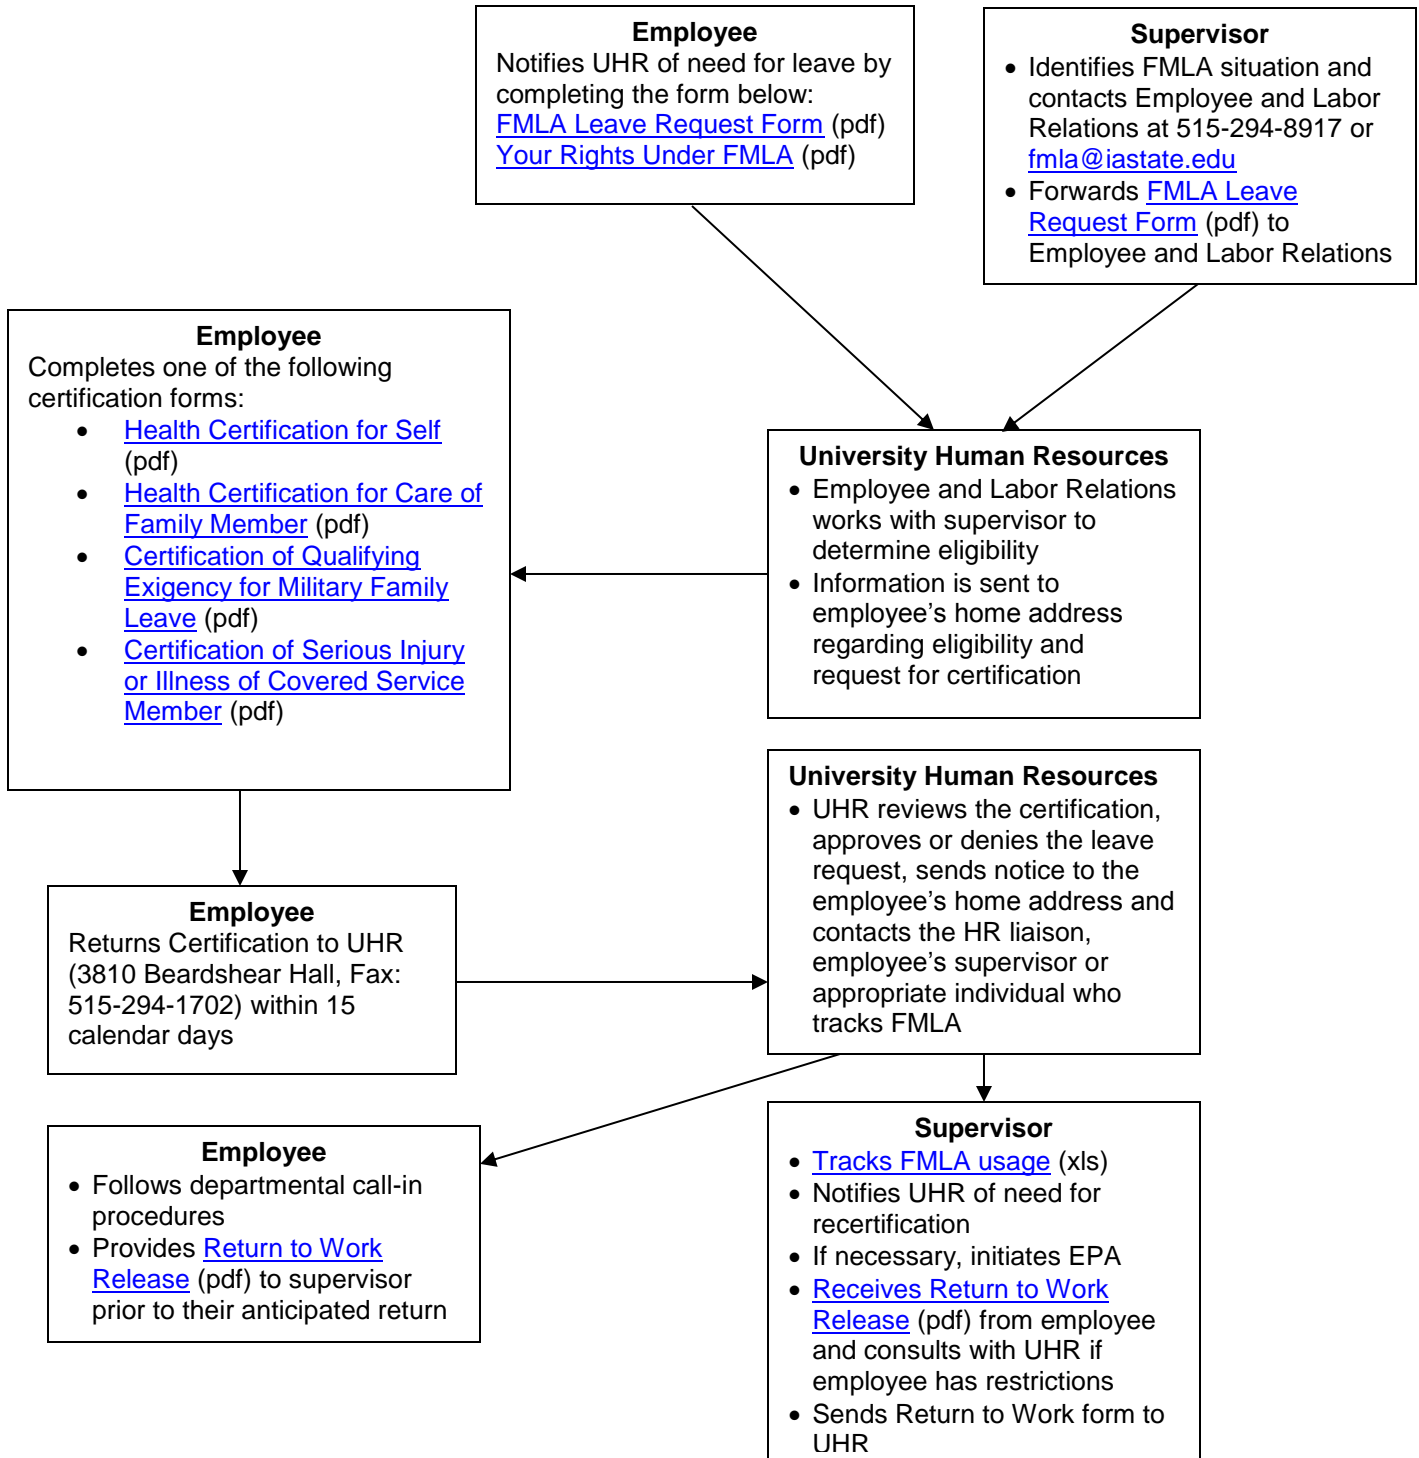 Employee
Notifies UHR of need for leave by
completing the form below:
FMLA Leave Request Form (pdf)
Your Rights Under FMLA (pdf)
Supervisor
• Identifies FMLA situation and
contacts Employee and Labor
Relations at 515-294-8917 or
fmla@iastate.edu
• Forwards FMLA Leave
Request Form (pdf) to
Employee and Labor Relations
Employee
Completes one of the following
certification forms:
• Health Certification for Self
(pdf)
• Health Certification for Care of
Family Member (pdf)
• Certification of Qualifying
Exigency for Military Family
Leave (pdf)
• Certification of Serious Injury
or Illness of Covered Service
Member (pdf)
University Human Resources
• Employee and Labor Relations
works with supervisor to
determine eligibility
• Information is sent to
employee’s home address
regarding eligibility and
request for certification
University Human Resources
• UHR reviews the certification,
approves or denies the leave
request, sends notice to the
employee’s home address and
contacts the HR liaison,
employee’s supervisor or
appropriate individual who
tracks FMLA
Employee
Returns Certification to UHR
(3810 Beardshear Hall, Fax:
515-294-1702) within 15
calendar days
Employee
• Follows departmental call-in
procedures
• Provides Return to Work
Release (pdf) to supervisor
prior to their anticipated return
Supervisor
• Tracks FMLA usage (xls)
• Notifies UHR of need for
recertification
• If necessary, initiates EPA
• Receives Return to Work
Release (pdf) from employee
and consults with UHR if
employee has restrictions
• Sends Return to Work form to
UHR